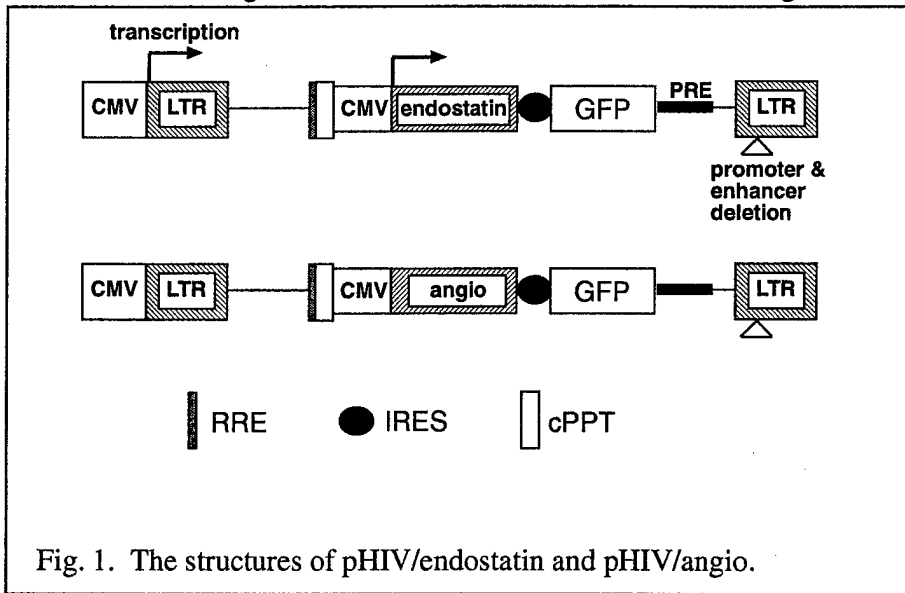 transcription
CMV LTR CMV endostatin GFP PRE LTR
promoter &
enhancer
deletion
CMV LTR CMV angio GFP LTR
RRE IRES cPPT
Fig. 1. The structures of pHIV/endostatin and pHIV/angio.